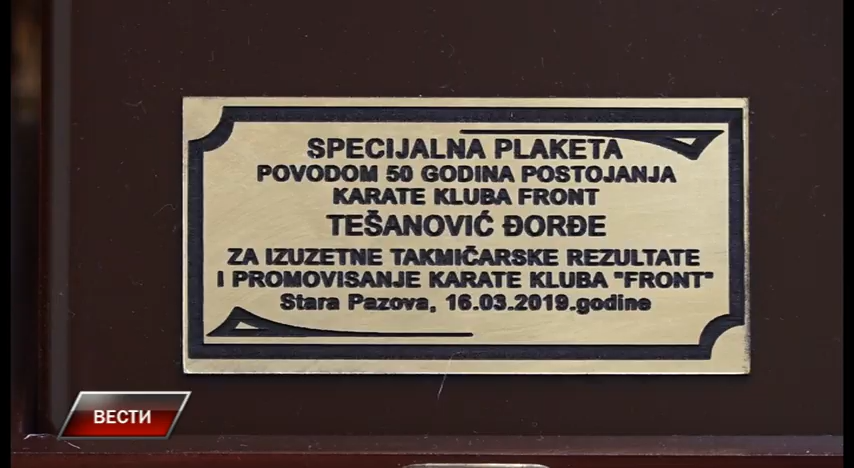 SPECIJALNA PLAKETA
POVODOM 50 GODINA POSTOJANJA
KARATE KLUBA FRONT
TEŠANOVIĆ ĐORĐE
ZA IZUZETNE TAKMIČARSKE REZULTATE
I PROMOVISANJE KARATE KLUBA "FRONT"
Stara Pazova, 16.03.2019.godine
ВЕСТИ